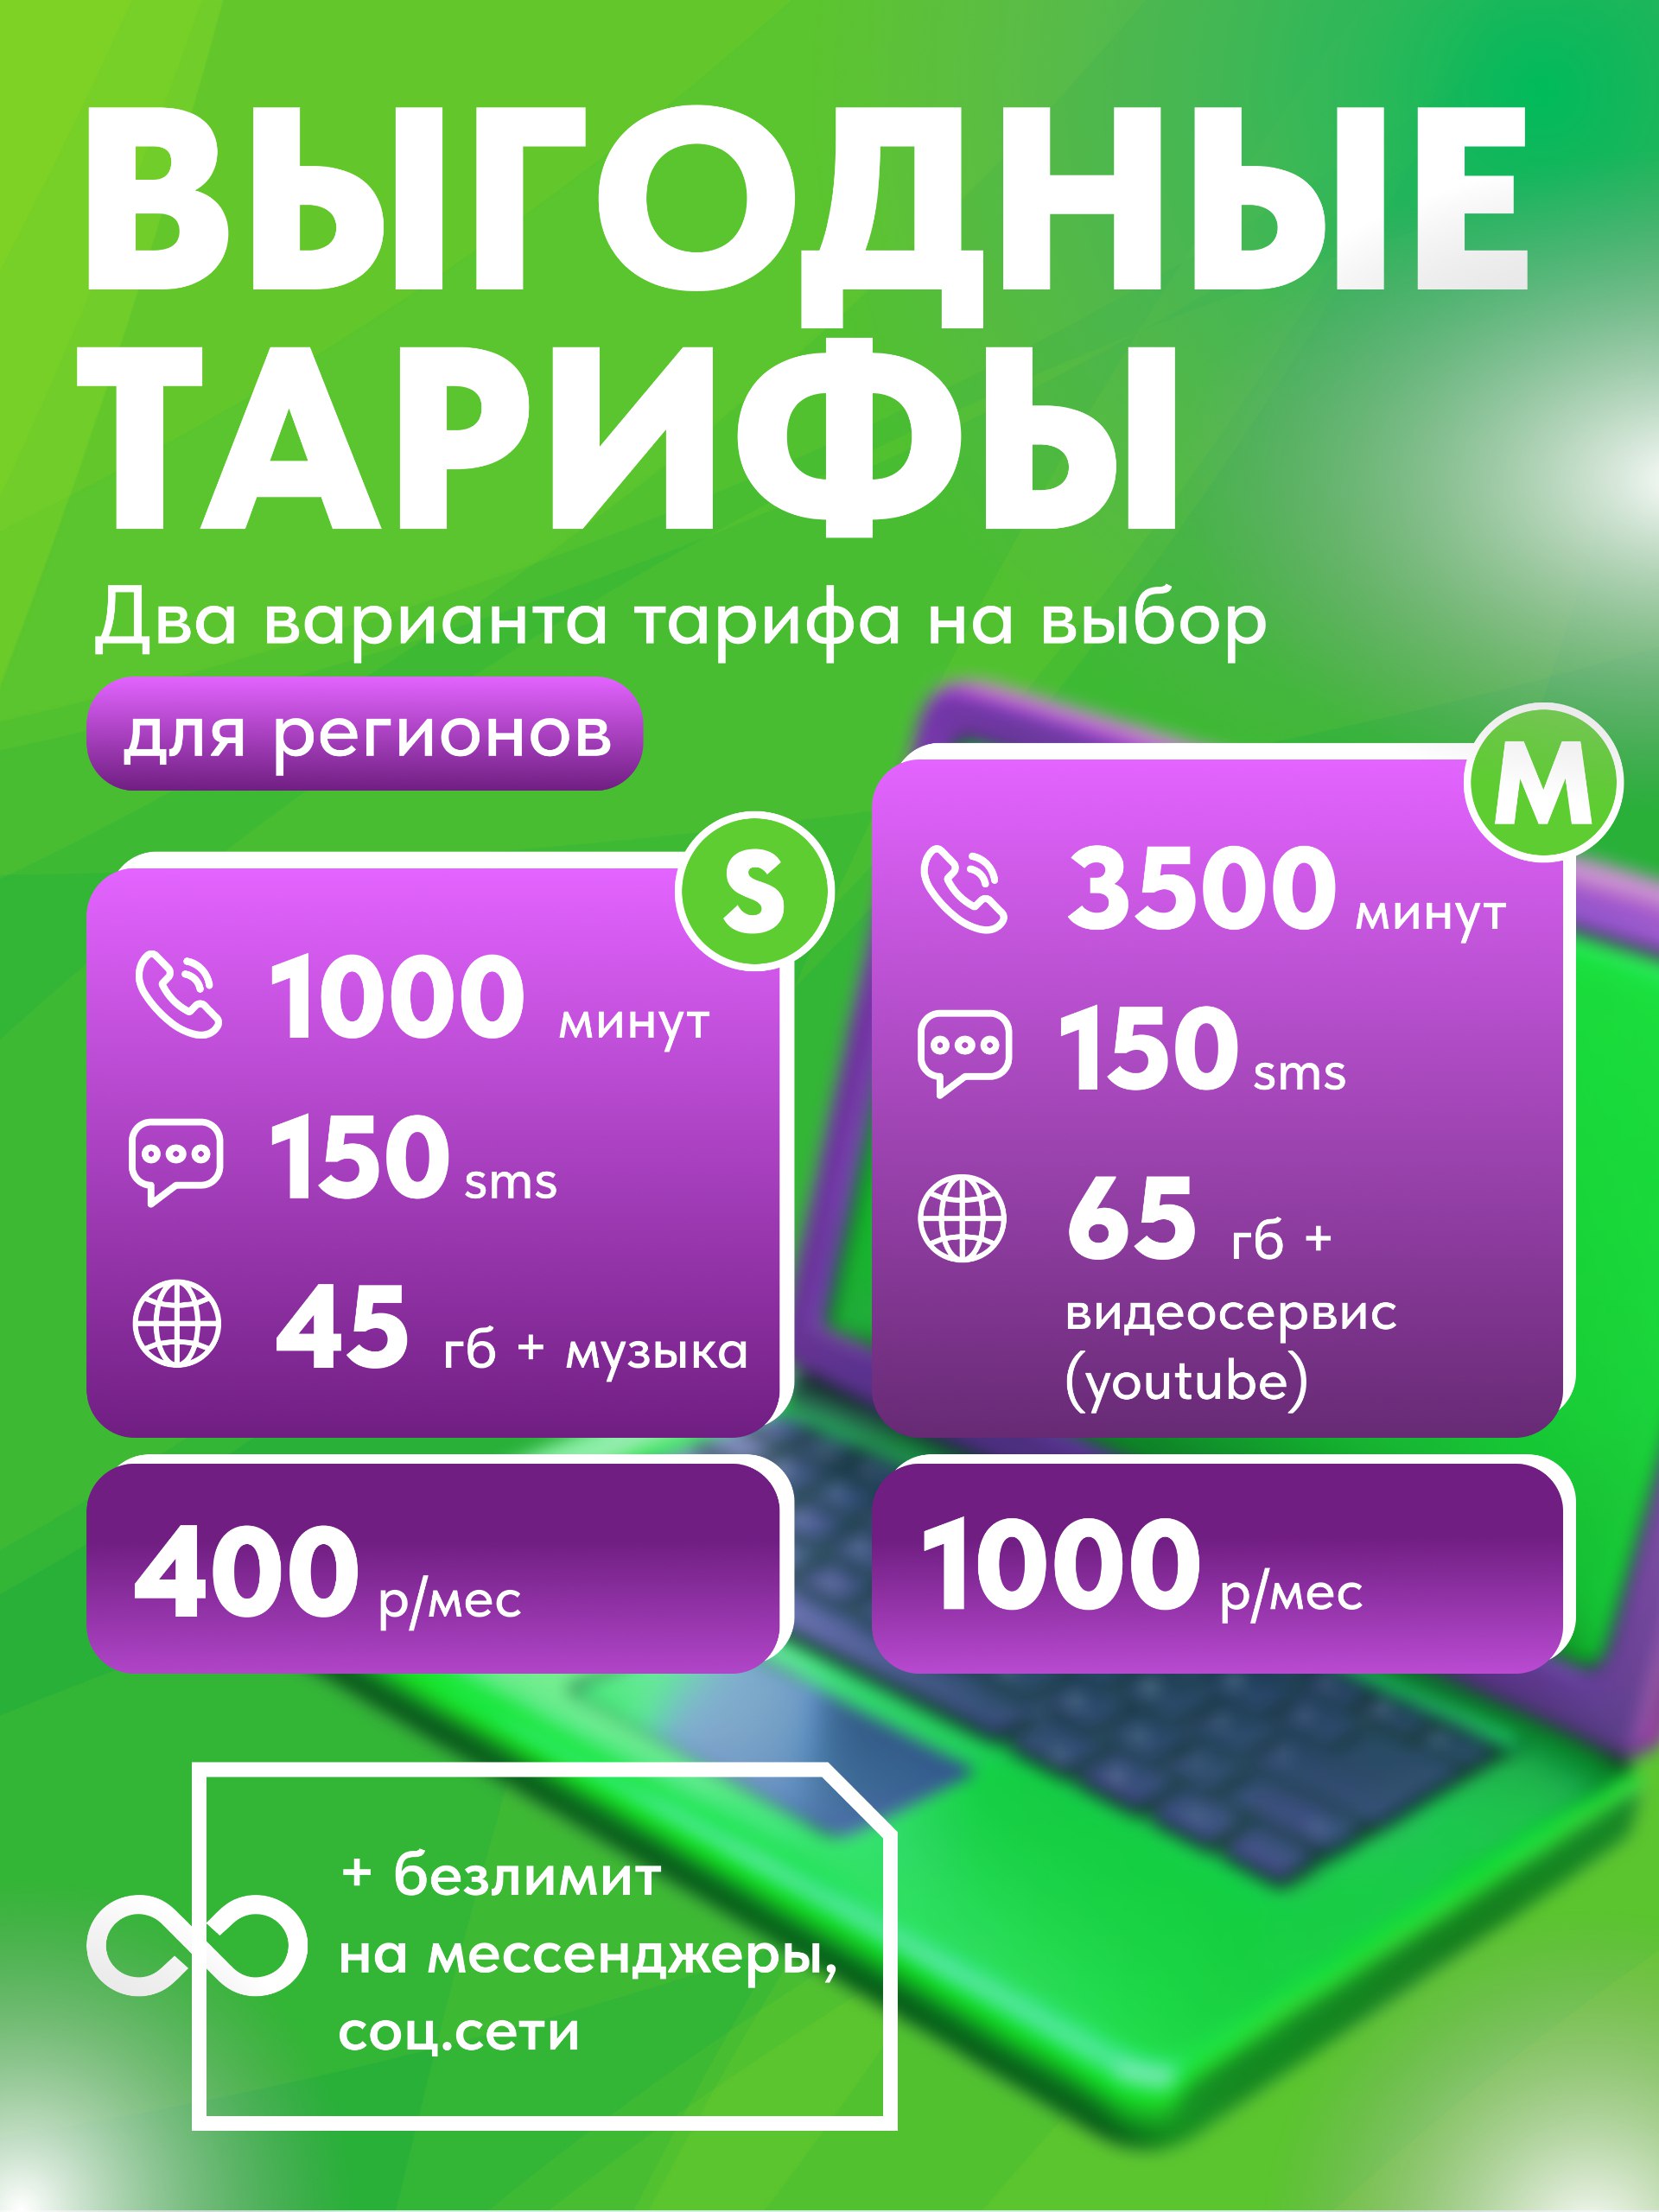 ВЫГОДНЫЕ
ТАРИФЫ
Два варианта тарифа на выбор
для регионов
S
1000 минут
150 sms
45 гб + музыка
400 р/мес
M
3500 минут
150 sms
65 гб +
видеосервис
(youtube)
1000 р/мес
+ безлимит
на мессенджеры,
соц.сети